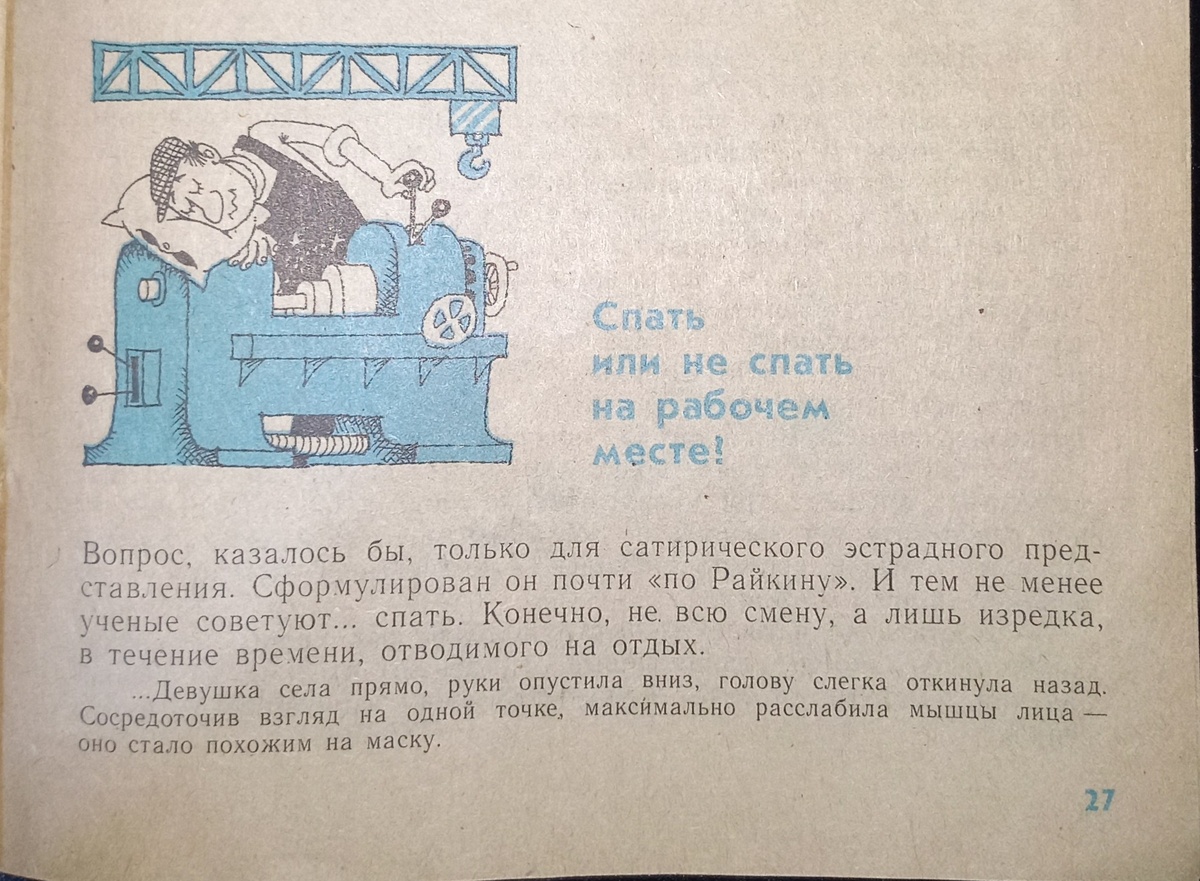 Спать
или не спать
на рабочем
месте?
Вопрос, казалось бы, только для сатирического эстрадного пред-
ставления. Сформулирован он почти «по Райкину». И тем не менее
ученые советуют... спать. Конечно, не всю смену, а лишь изредка,
в течение времени, отводимого на отдых.
...Девушка села прямо, руки опустила вниз, голову слегка откинула назад.
Сосредоточив взгляд на одной точке, максимально расслабила мышцы лица —
оно стало похожим на маску.
27